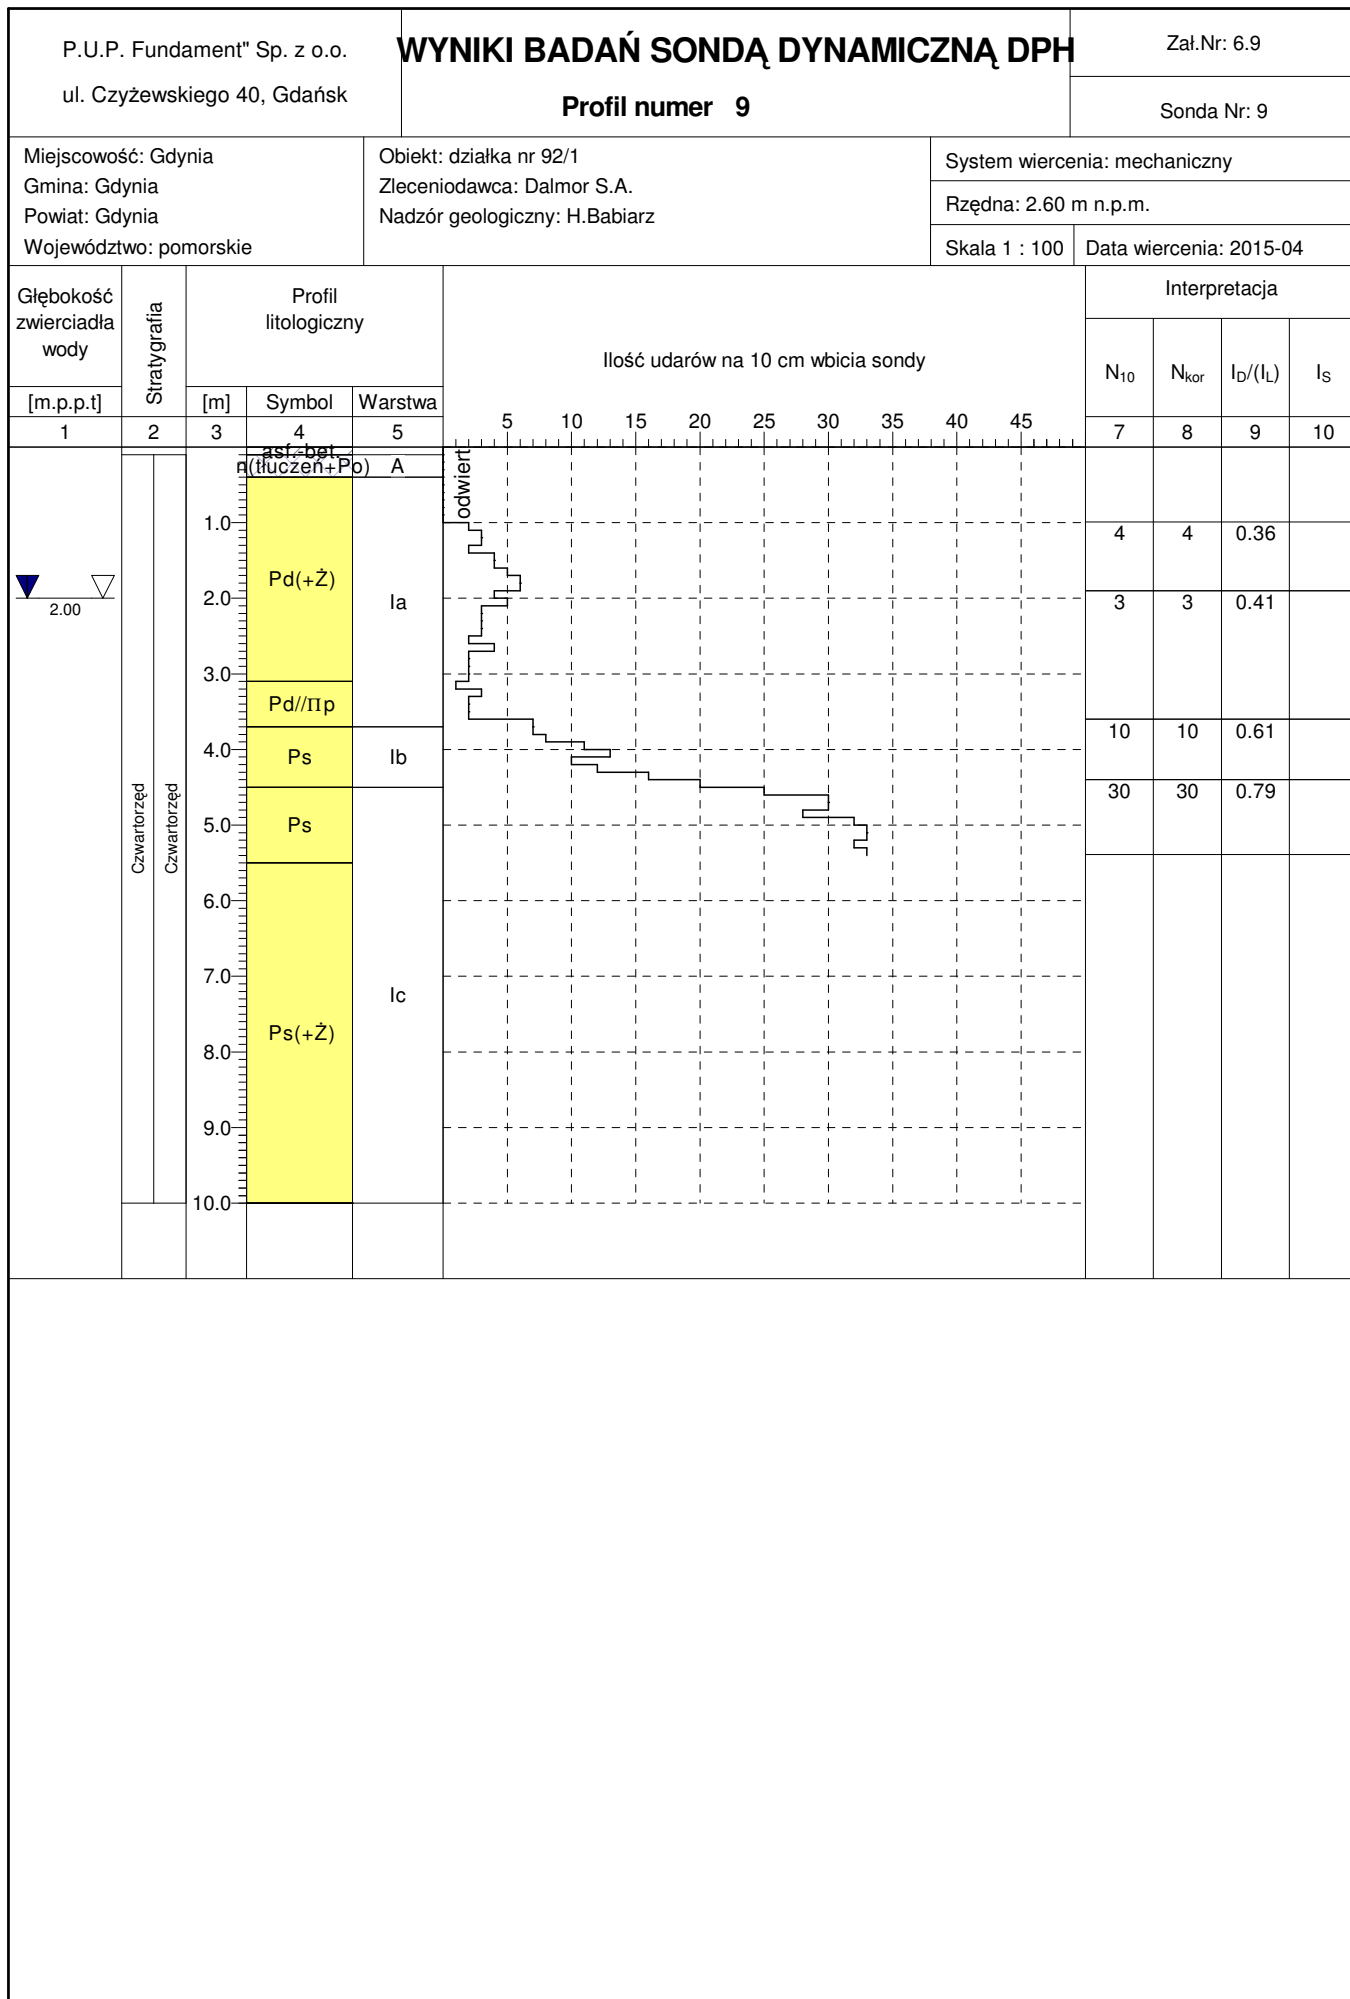 P.U.P. Fundament" Sp. z o.o.
ul. Czyżewskiego 40, Gdańsk
WYNIKI BADAŃ SONDĄ DYNAMICZNĄ DPH
Profil numer 9
Zał.Nr: 6.9
Sonda Nr: 9
Miejscowość: Gdynia
Gmina: Gdynia
Powiat: Gdynia
Województwo: pomorskie
Obiekt: działka nr 92/1
Zleceniodawca: Dalmor S.A.
Nadzór geologiczny: H.Babiarz
System wiercenia: mechaniczny
Rzędna: 2.60 m n.p.m.
Skala 1 : 100
Data wiercenia: 2015-04
Głębokość
zwierciadła
wody
[m.p.p.t]
Stratygrafia
Profil
litologiczny
[m] Symbol Warstwa
Ilość udarów na 10 cm wbicia sondy
Interpretacja
N10 Nkor ID/(IL) IS
5 10 15 20 25 30 35 40 45
1 2 3 4 5 7 8 9 10
asf.-bet.
n(tłuczeń+Po) A
odwiert
1.0
4 4 0.36
Pd(+Ż)
Ia
2.0
2.00
3 3 0.41
3.0
Pd//Πp
10 10 0.61
4.0
Ps Ib
30 30 0.79
Czwartorzęd
Czwartorzęd
5.0
Ps
6.0
7.0
Ic
Ps(+Ż)
8.0
9.0
10.0